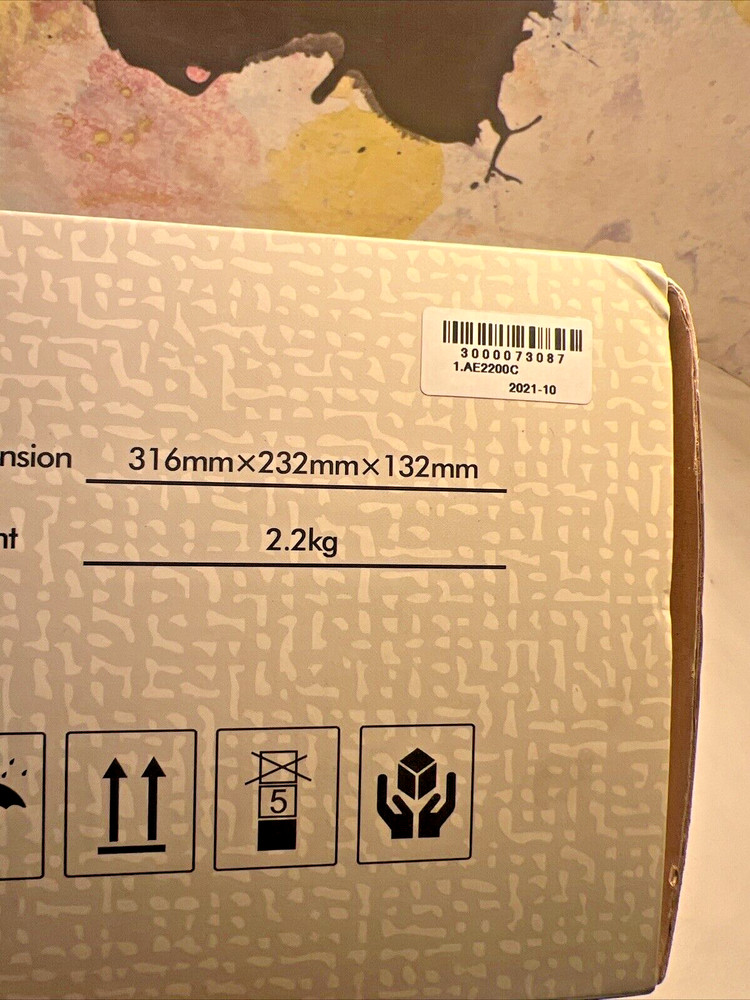 3000073087
1.AE2200C
2021-10
nsion 316mm×232mm×132mm
nt 2.2kg
5